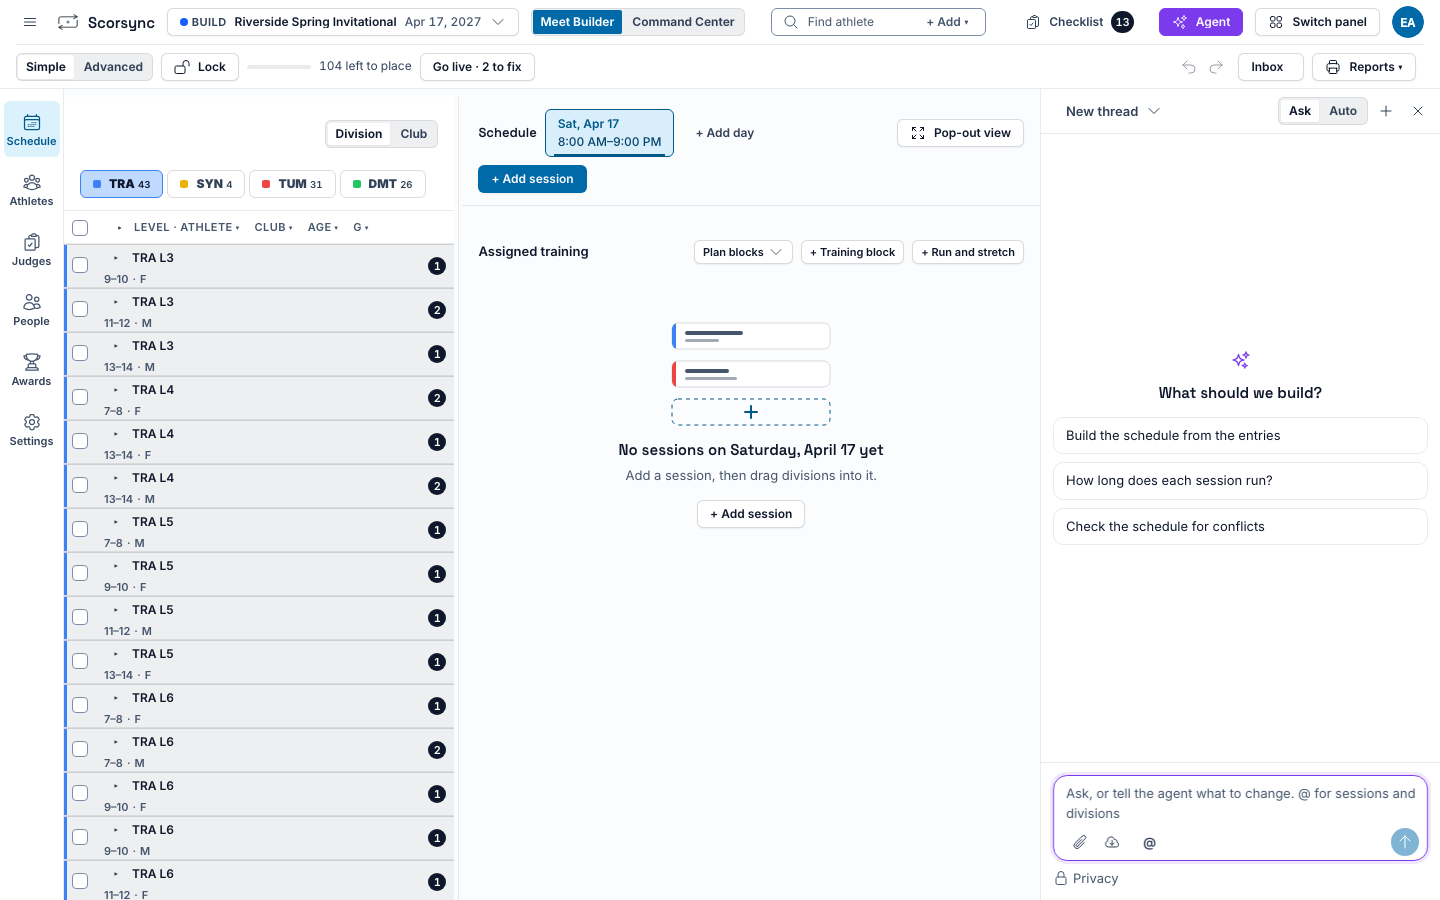 Scorsync
BUILD Riverside Spring Invitational Apr 17, 2027
Meet Builder
Command Center
Find athlete
+ Add
Checklist 13
Agent
Switch panel
EA
Simple
Advanced
Lock
104 left to place
Go live · 2 to fix
Inbox
Reports
Schedule
Athletes
Judges
People
Awards
Settings
Division
Club
TRA 43
SYN 4
TUM 31
DMT 26
LEVEL · ATHLETE
CLUB
AGE
G
TRA L3
9–10 · F
1
TRA L3
11–12 · M
2
TRA L3
13–14 · M
1
TRA L4
7–8 · F
2
TRA L4
13–14 · F
1
TRA L4
13–14 · M
2
TRA L5
7–8 · M
1
TRA L5
9–10 · F
1
TRA L5
11–12 · M
1
TRA L5
13–14 · F
1
TRA L6
7–8 · F
1
TRA L6
7–8 · M
2
TRA L6
9–10 · F
1
TRA L6
9–10 · M
1
TRA L6
11–12 · F
1
Schedule
Sat, Apr 17
8:00 AM–9:00 PM
+ Add day
Pop-out view
+ Add session
Assigned training
Plan blocks
+ Training block
+ Run and stretch
No sessions on Saturday, April 17 yet
Add a session, then drag divisions into it.
+ Add session
New thread
Ask
Auto
What should we build?
Build the schedule from the entries
How long does each session run?
Check the schedule for conflicts
Ask, or tell the agent what to change. @ for sessions and
divisions
@
Privacy